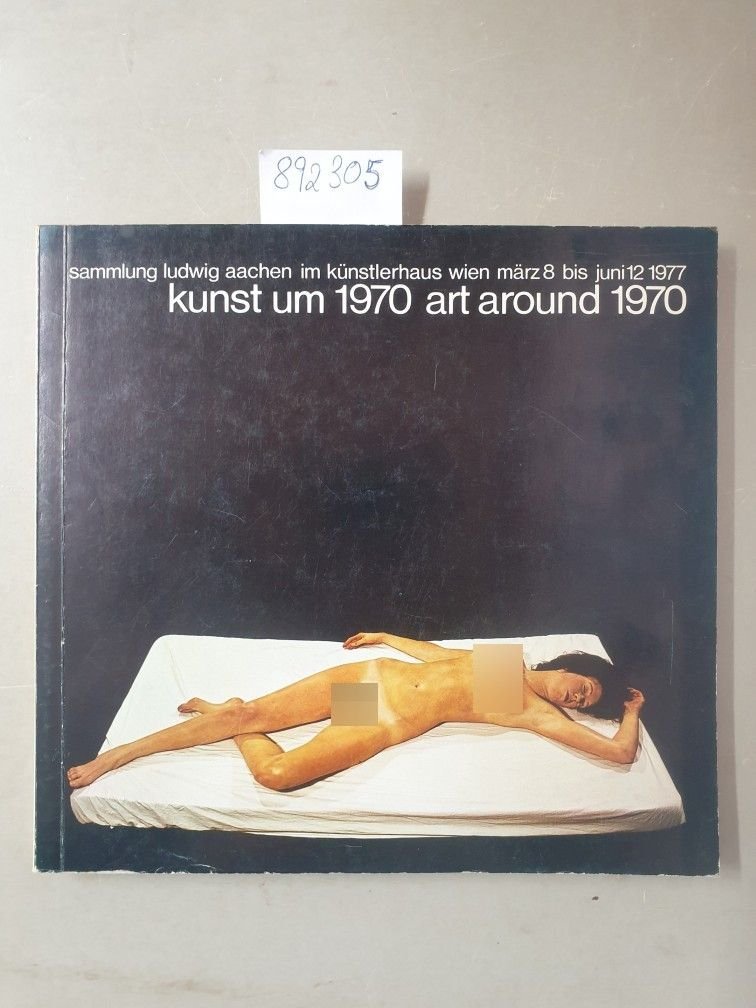 892305
sammlung ludwig aachen im künstlerhaus wien märz 8 bis juni 12 1977
kunst um 1970 art around 1970